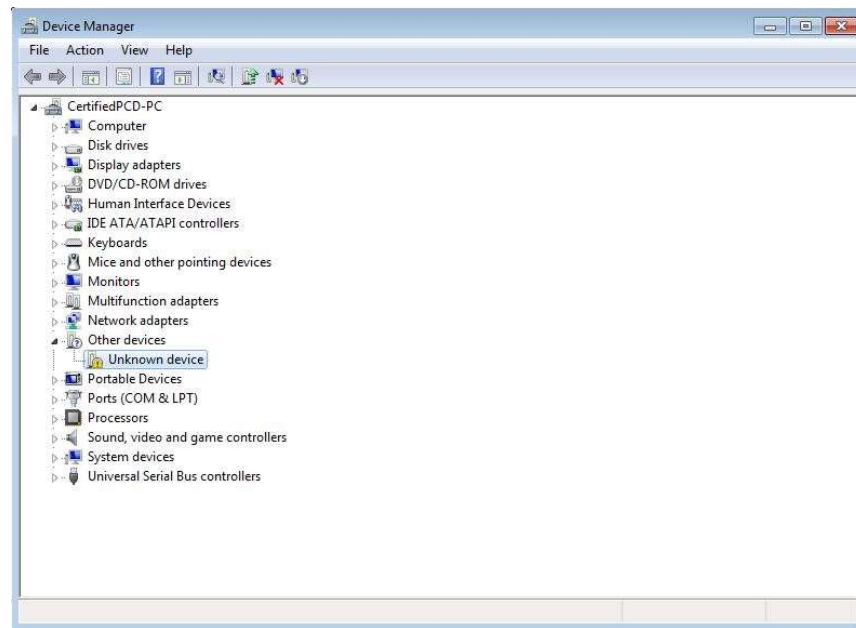 Device Manager
File Action View Help
CertifiedPCD-PC
Computer
Disk drives
Display adapters
DVD/CD-ROM drives
Human Interface Devices
IDE ATA/ATAPI controllers
Keyboards
Mice and other pointing devices
Monitors
Multifunction adapters
Network adapters
Other devices
Unknown device
Portable Devices
Ports (COM & LPT)
Processors
Sound, video and game controllers
System devices
Universal Serial Bus controllers